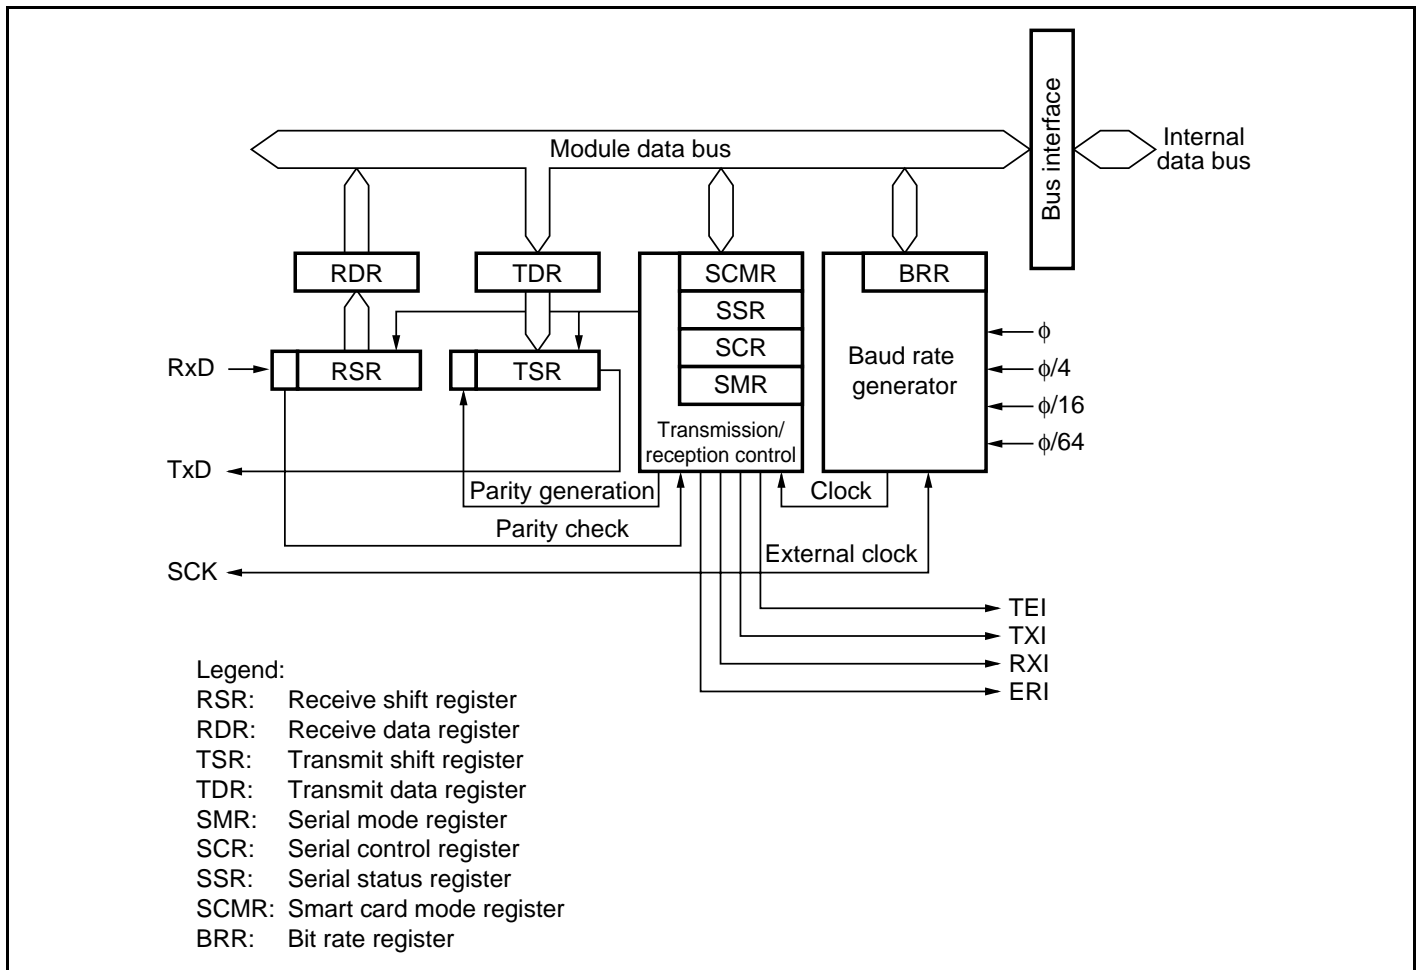 Bus interface
Internal
data bus
Module data bus
RDR
TDR
SCMR
BRR
SSR
SCR
SMR
RxD
RSR
TSR
Baud rate
generator
ϕ
ϕ/4
ϕ/16
ϕ/64
Transmission/
reception control
TxD
Parity generation
Clock
Parity check
External clock
SCK
TEI
TXI
RXI
ERI
Legend:
RSR: Receive shift register
RDR: Receive data register
TSR: Transmit shift register
TDR: Transmit data register
SMR: Serial mode register
SCR: Serial control register
SSR: Serial status register
SCMR: Smart card mode register
BRR: Bit rate register